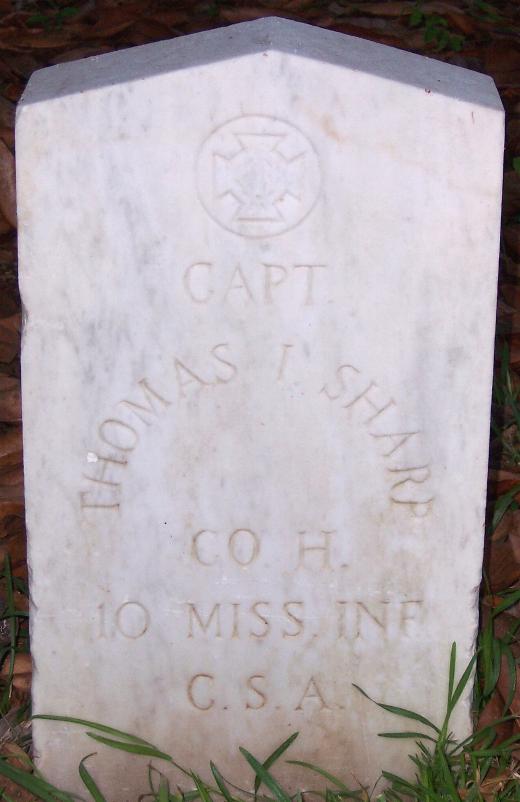 CAPT.
THOMAS I. SHARP
CO. H.
10 MISS. INF.
C.S.A.